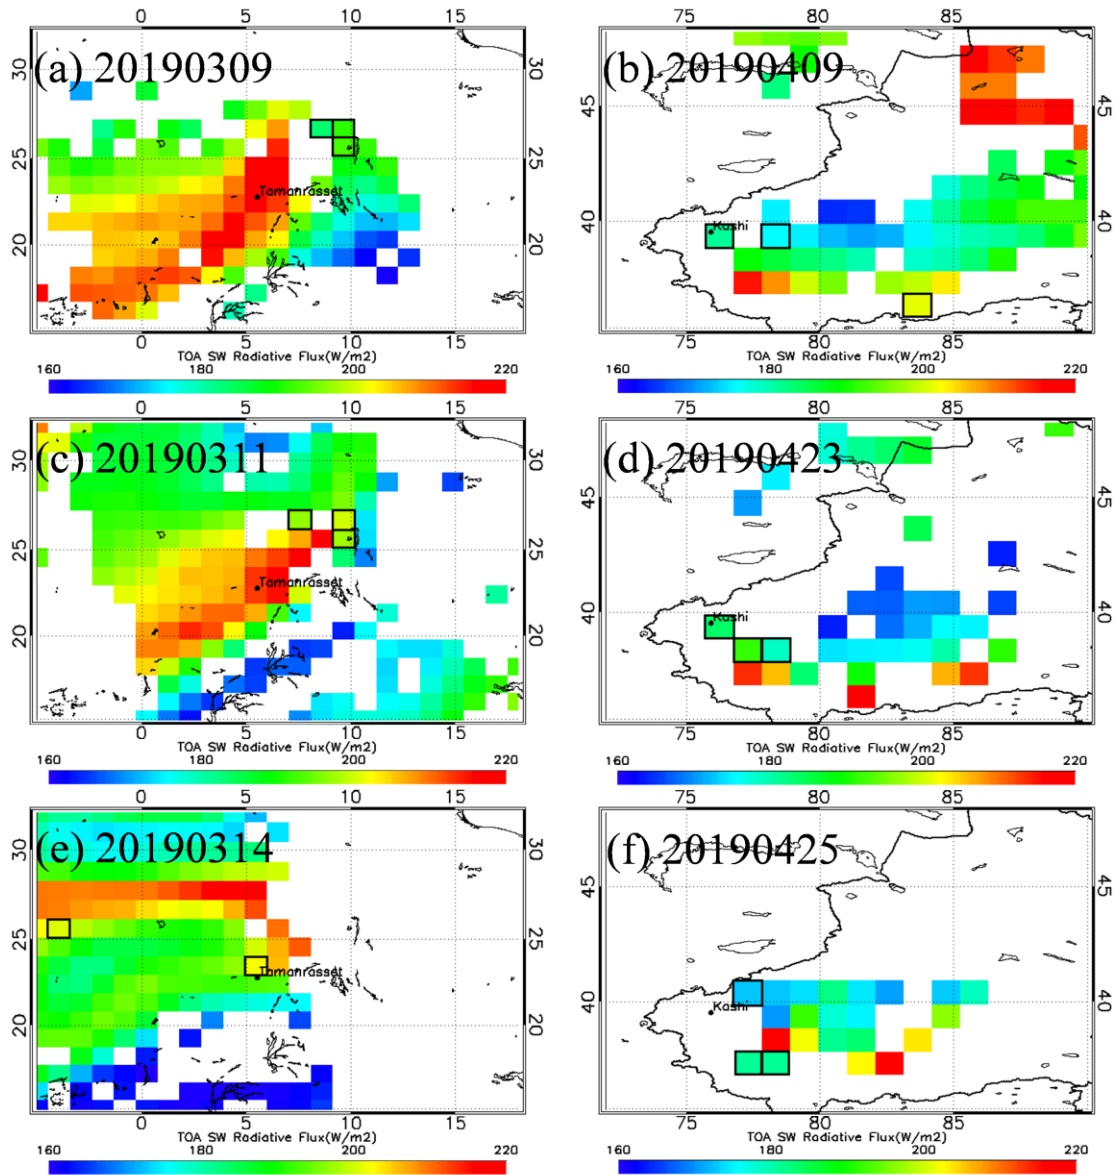 0 5 10 15
75 80 85
(a) 20190309
(b) 20190409
30 25 20
30 25 20
45 40
45 40
Tamanrasset
Kashi
0 5 10 15
75 80 85
TOA SW Radiative Flux(W/m2)
TOA SW Radiative Flux(W/m2)
160 180 200 220
160 180 200 220
0 5 10 15
75 80 85
(c) 20190311
(d) 20190423
30 25 20
30 25 20
45 40
45 40
Tamanrasset
Kashi
0 5 10 15
75 80 85
TOA SW Radiative Flux(W/m2)
TOA SW Radiative Flux(W/m2)
160 180 200 220
160 180 200 220
0 5 10 15
75 80 85
(e) 20190314
(f) 20190425
30 25 20
30 25 20
45 40
45 40
Tamanrasset
Kashi
0 5 10 15
75 80 85
TOA SW Radiative Flux(W/m2)
TOA SW Radiative Flux(W/m2)
160 180 200 220
160 180 200 220